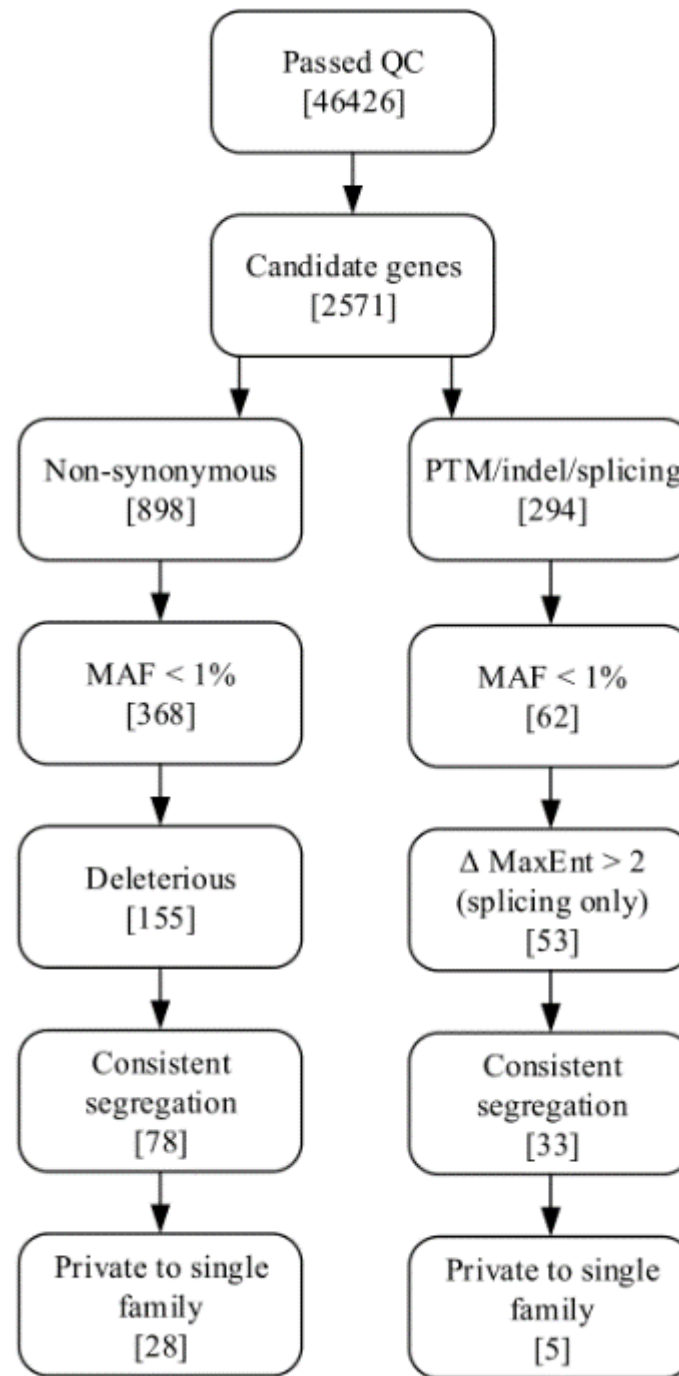 Passed QC
[46426]
Candidate genes
[2571]
Non-synonymous
[898]
PTM/indel/splicing
[294]
MAF < 1%
[368]
MAF < 1%
[62]
Deleterious
[155]
Δ MaxEnt > 2
(splicing only)
[53]
Consistent
segregation
[78]
Consistent
segregation
[33]
Private to single
family
[28]
Private to single
family
[5]